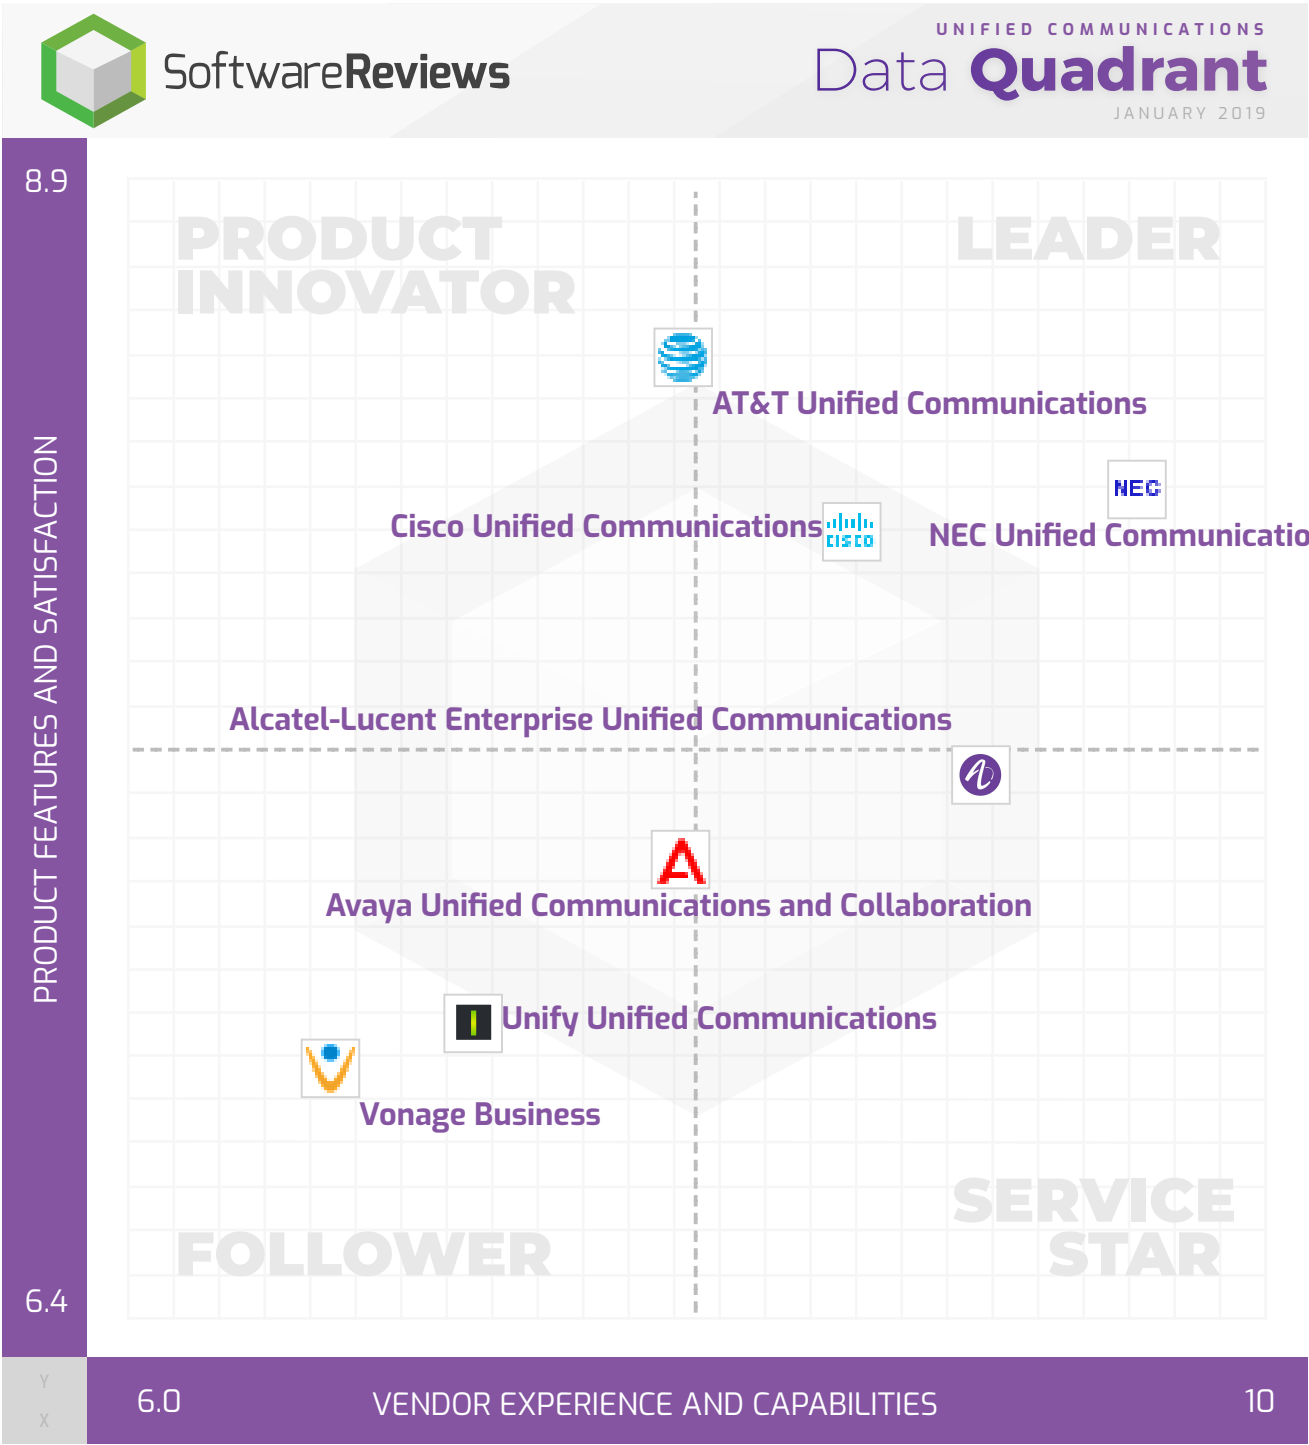 SoftwareReviews
UNIFIED COMMUNICATIONS
Data Quadrant
JANUARY 2019
8.9
PRODUCT
INNOVATOR
LEADER
AT&T Unified Communications
NEC
Cisco Unified Communications
CISCO
NEC Unified Communicatio
PRODUCT FEATURES AND SATISFACTION
Alcatel-Lucent Enterprise Unified Communications
Avaya Unified Communications and Collaboration
Unify Unified Communications
Vonage Business
SERVICE
STAR
FOLLOWER
6.4
Y
X
6.0
VENDOR EXPERIENCE AND CAPABILITIES
10